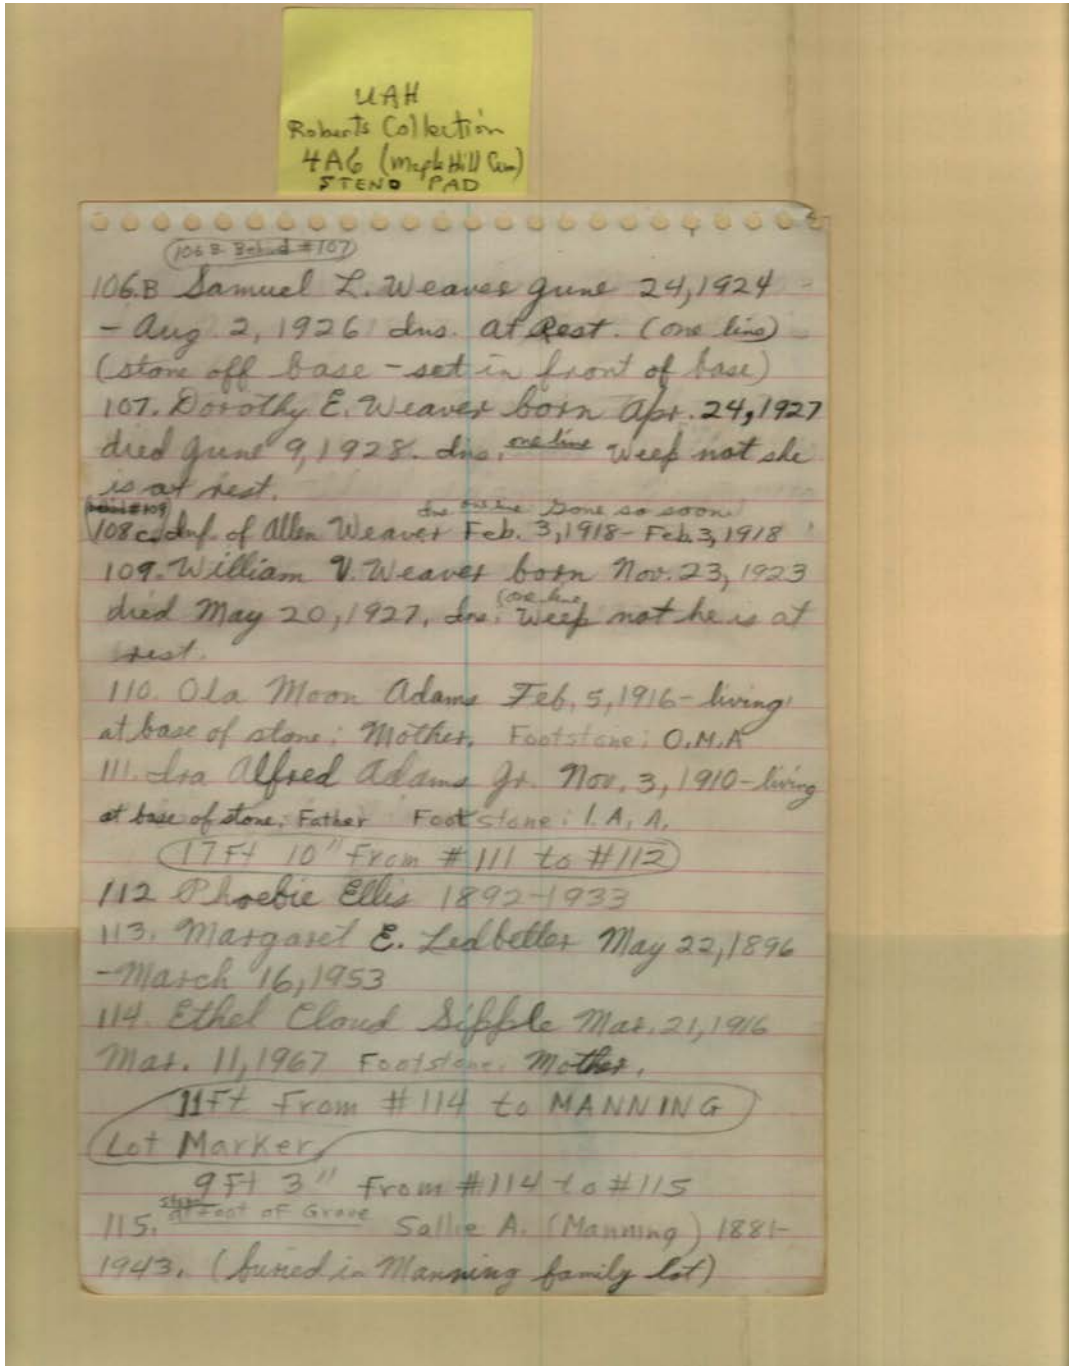 UAH
Roberts Collection
4A6 (Maple Hill Cem)
STENO PAD
106 B Behind #107
106.B Samuel L. Weaver June 24, 1924
- Aug. 2, 1926 Ins. At Rest. (one line)
(stone off base - set in front of base)
107. Dorothy E. Weaver born Apr. 24, 1927
died June 9, 1928. Ins. one line Weep not she
is at rest.
behind #109
Ins one line Gone so soon
108c. Inf. of Allen Weaver Feb. 3, 1918 - Feb. 3, 1918
109. William V. Weaver born Nov. 23, 1923
(one line
died May 20, 1927. Ins. Weep not he is at
rest.
110. Ola Moon Adams Feb. 5, 1916 - living
at base of stone: Mother. Footstone: O.M.A
111. Ira Alfred Adams Jr. Nov. 3, 1910 - living
at base of stone: Father Footstone: I. A. A.
17 Ft 10" From #111 to #112
112 Phoebie Ellis 1892-1933
113. Margaret E. Ledbetter May 22, 1896
- March 16, 1953
114. Ethel Cloud Sipple Mar. 21, 1916
Mar. 11, 1967 Footstone: Mother.
11 Ft From #114 to MANNING
Lot Marker
9 Ft 3" From #114 to #115
stone
at Foot of Grave
115. Sallie A. (Manning) 1881-
1943. (buried in Manning family lot)